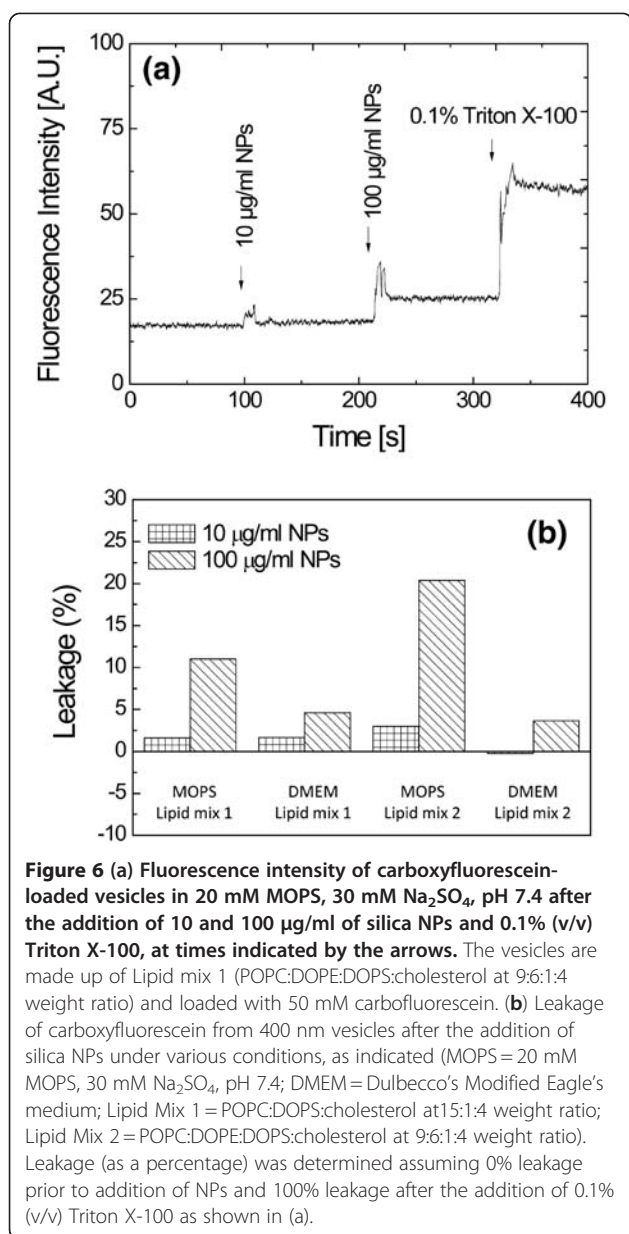 (a)
100
75
50
25
0
Fluorescence Intensity [A.U.]
10 µg/ml NPs
100 µg/ml NPs
0.1% Triton X-100
0 100 200 300 400
Time [s]
(b)
30
25
20
15
10
5
0
-5
-10
Leakage (%)
10 µg/ml NPs
100 µg/ml NPs
MOPS DMEM MOPS DMEM
Lipid mix 1 Lipid mix 1 Lipid mix 2 Lipid mix 2
Figure 6 (a) Fluorescence intensity of carboxyfluorescein-
loaded vesicles in 20 mM MOPS, 30 mM Na₂SO₄, pH 7.4 after
the addition of 10 and 100 µg/ml of silica NPs and 0.1% (v/v)
Triton X-100, at times indicated by the arrows. The vesicles are
made up of Lipid mix 1 (POPC:DOPE:DOPS:cholesterol at 9:6:1:4
weight ratio) and loaded with 50 mM carbofluorescein. (b) Leakage
of carboxyfluorescein from 400 nm vesicles after the addition of
silica NPs under various conditions, as indicated (MOPS = 20 mM
MOPS, 30 mM Na₂SO₄, pH 7.4; DMEM = Dulbecco's Modified Eagle's
medium; Lipid Mix 1 = POPC:DOPS:cholesterol at15:1:4 weight ratio;
Lipid Mix 2 = POPC:DOPE:DOPS:cholesterol at 9:6:1:4 weight ratio).
Leakage (as a percentage) was determined assuming 0% leakage
prior to addition of NPs and 100% leakage after the addition of 0.1%
(v/v) Triton X-100 as shown in (a).